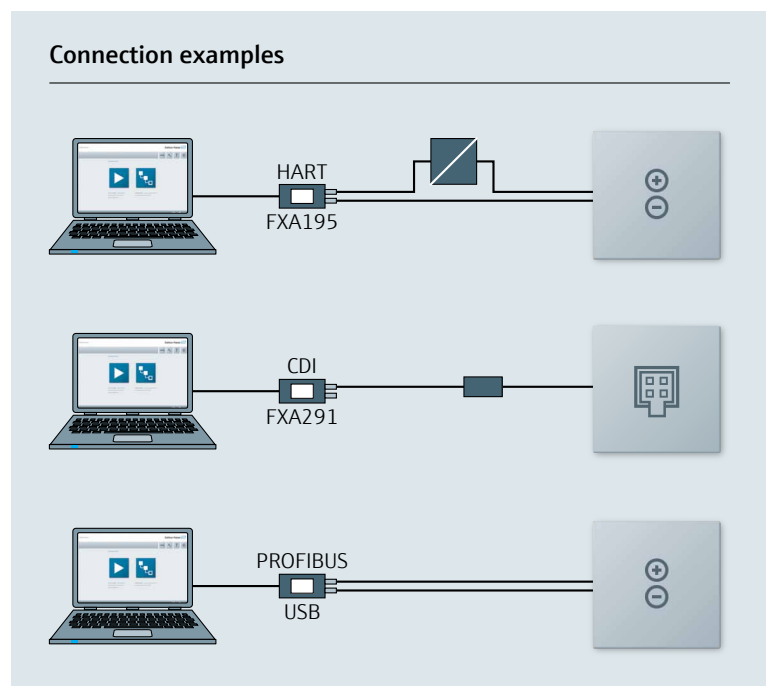 Connection examples
HART
FXA195
CDI
FXA291
PROFIBUS
USB